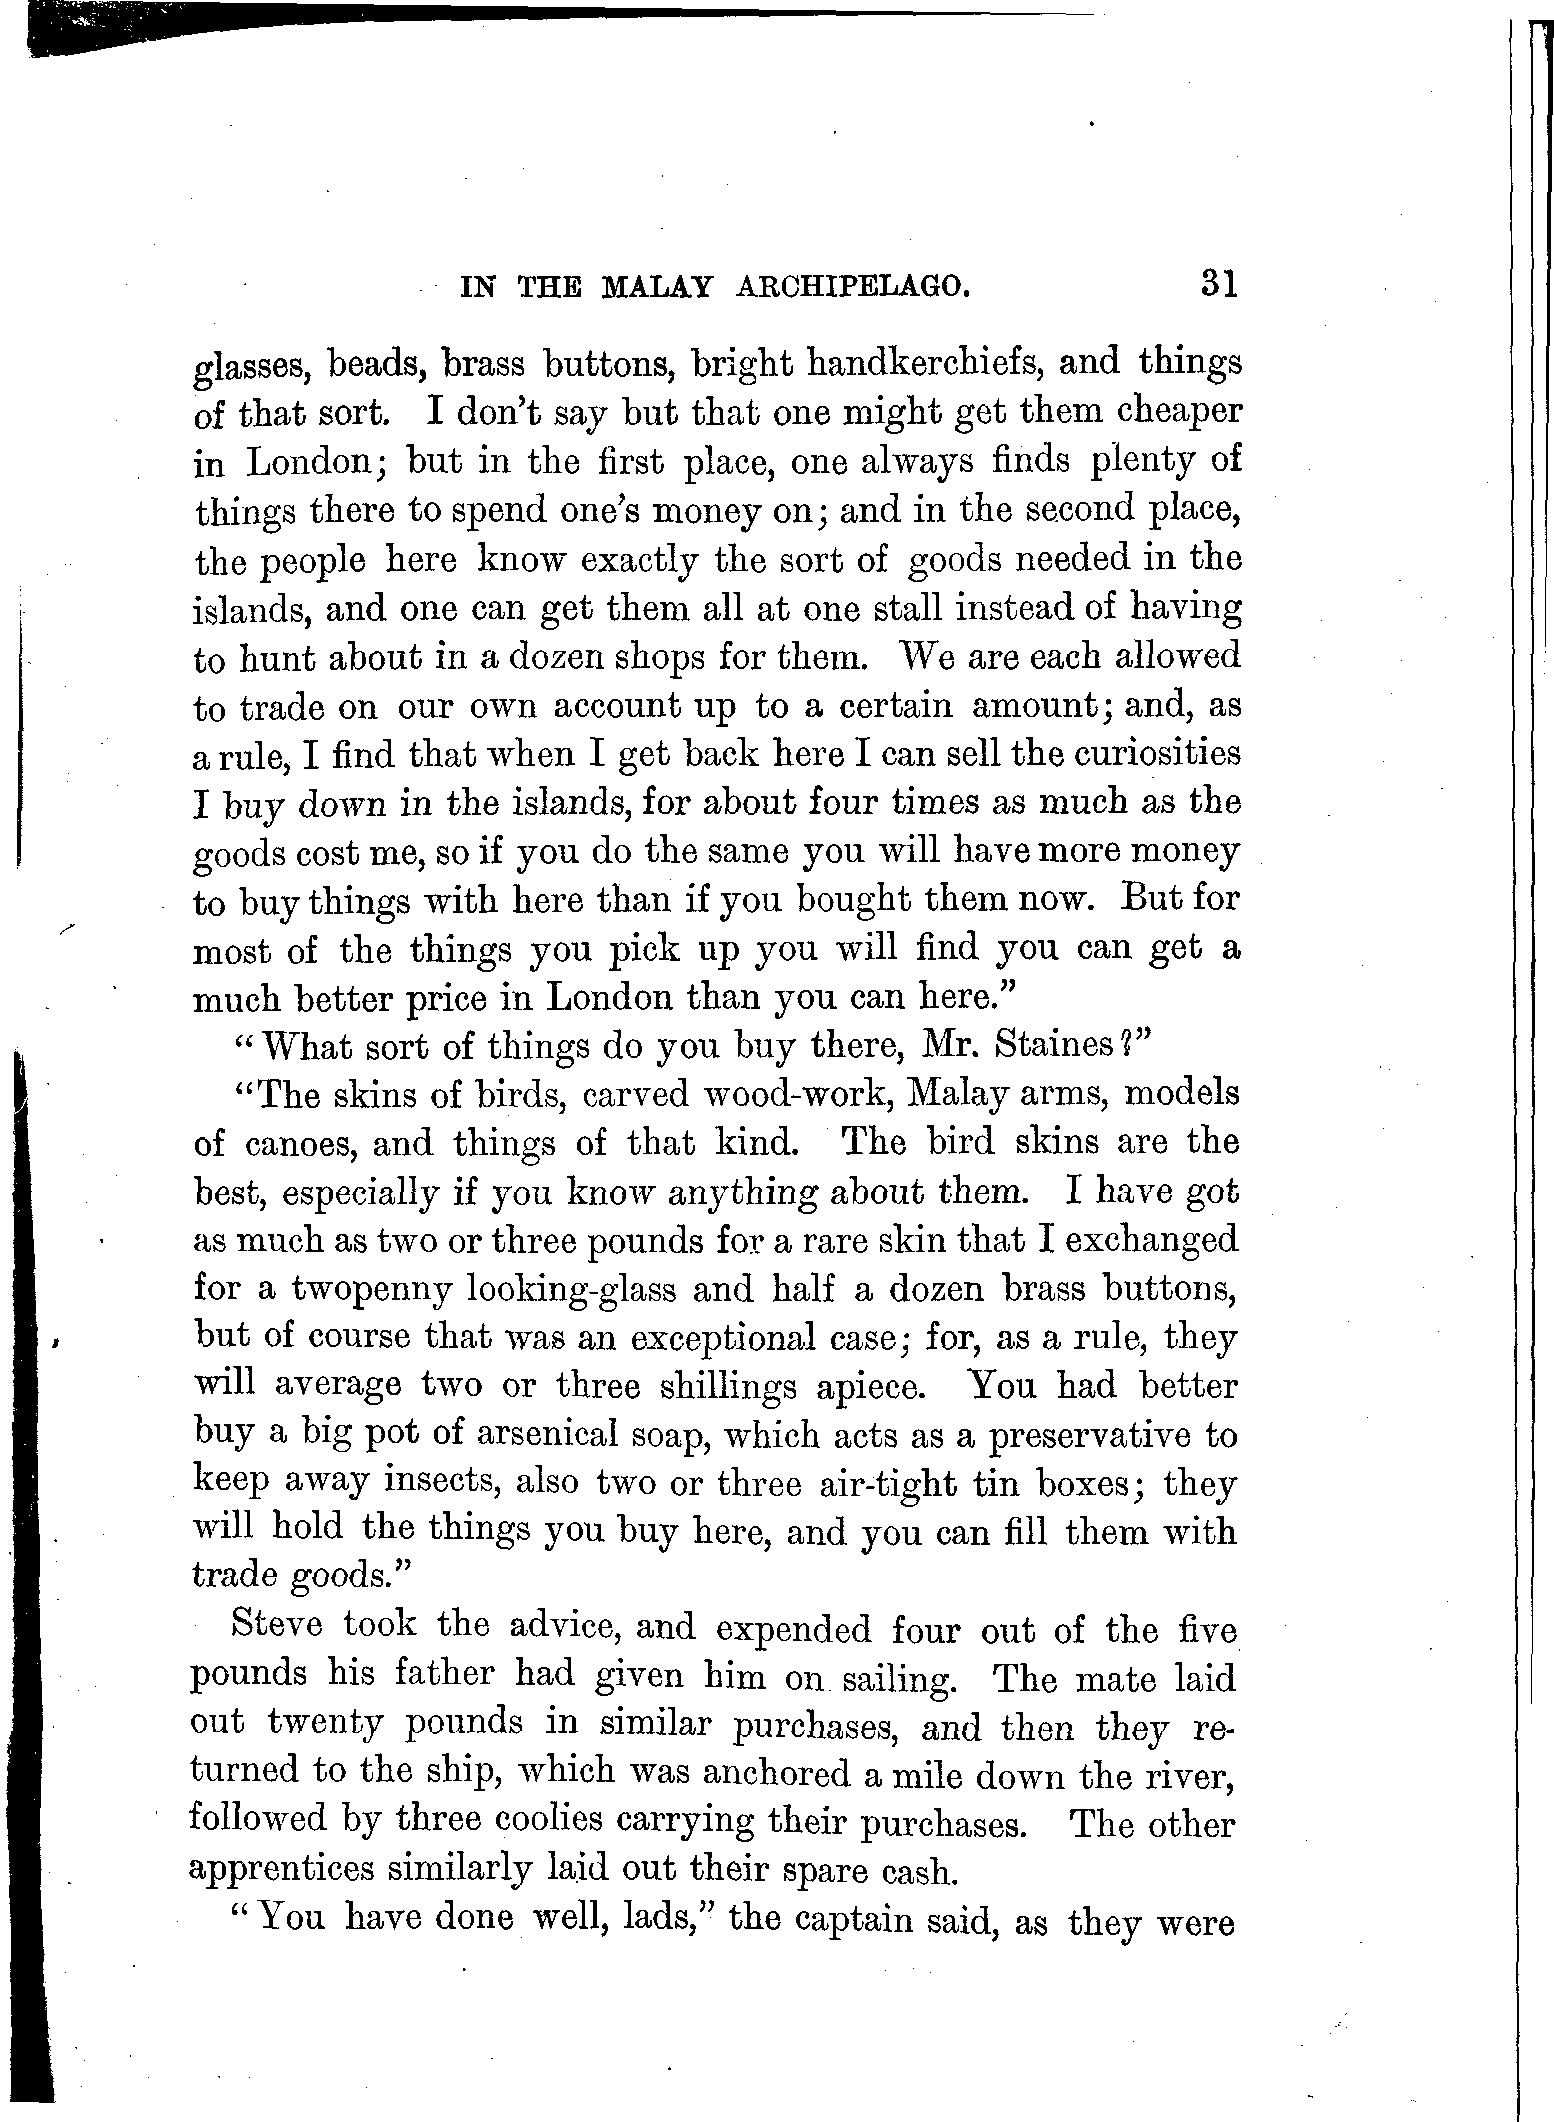 IN THE MALAY ARCHIPELAGO. 31
glasses, beads, brass buttons, bright handkerchiefs, and things
of that sort. I don't say but that one might get them cheaper
in London; but in the first place, one always finds plenty of
things there to spend one's money on; and in the second place,
the people here know exactly the sort of goods needed in the
islands, and one can get them all at one stall instead of having
to hunt about in a dozen shops for them. We are each allowed
to trade on our own account up to a certain amount; and, as
a rule, I find that when I get back here I can sell the curiosities
I buy down in the islands, for about four times as much as the
goods cost me, so if you do the same you will have more money
to buy things with here than if you bought them now. But for
most of the things you pick up you will find you can get a
much better price in London than you can here."
"What sort of things do you buy there, Mr. Staines?"
"The skins of birds, carved wood-work, Malay arms, models
of canoes, and things of that kind. The bird skins are the
best, especially if you know anything about them. I have got
as much as two or three pounds for a rare skin that I exchanged
for a twopenny looking-glass and half a dozen brass buttons,
but of course that was an exceptional case; for, as a rule, they
will average two or three shillings apiece. You had better
buy a big pot of arsenical soap, which acts as a preservative to
keep away insects, also two or three air-tight tin boxes; they
will hold the things you buy here, and you can fill them with
trade goods."
Steve took the advice, and expended four out of the five
pounds his father had given him on sailing. The mate laid
out twenty pounds in similar purchases, and then they re-
turned to the ship, which was anchored a mile down the river,
followed by three coolies carrying their purchases. The other
apprentices similarly laid out their spare cash.
"You have done well, lads," the captain said, as they were